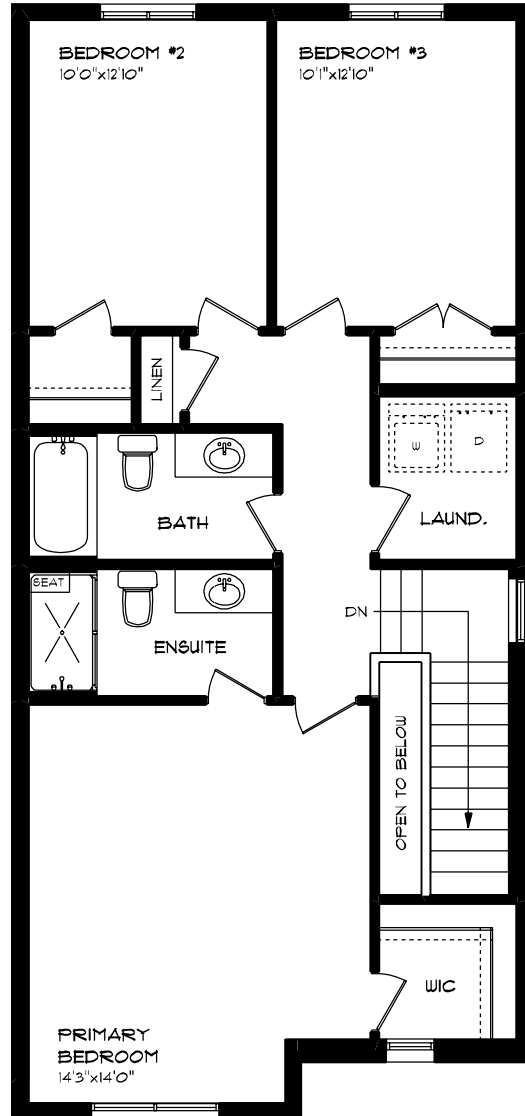 BEDROOM #2
10'0"x12'10"
BEDROOM #3
10'1"x12'10"
LINEN
W
D
BATH
LAUND.
SEAT
DN
ENSUITE
OPEN TO BELOW
WIC
PRIMARY
BEDROOM
14'3"x14'0"